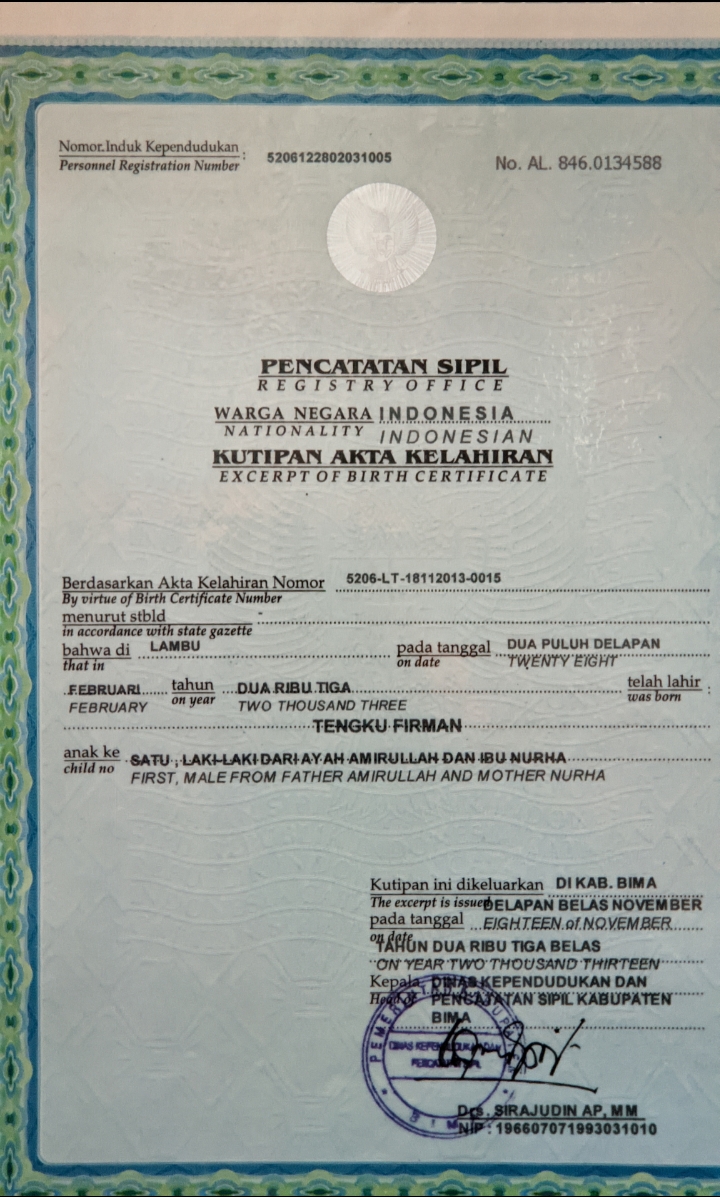 Nomor Induk Kependudukan : 5206122802031005 No. AL. 846.0134588
Personnel Registration Number
PENCATATAN SIPIL
REGISTRY OFFICE
WARGA NEGARA INDONESIA
NATIONALITY INDONESIAN
KUTIPAN AKTA KELAHIRAN
EXCERPT OF BIRTH CERTIFICATE
Berdasarkan Akta Kelahiran Nomor 5206-LT-18112013-0015
By virtue of Birth Certificate Number
menurut stbld -
in accordance with state gazette
bahwa di LAMBU pada tanggal DUA PULUH DELAPAN
that in on date TWENTY EIGHT
FEBRUARI tahun DUA RIBU TIGA telah lahir :
FEBRUARY on year TWO THOUSAND THREE was born
TENGKU FIRMAN
anak ke SATU , LAKI-LAKI DARI AYAH AMIRULLAH DAN IBU NURHA
child no FIRST, MALE FROM FATHER AMIRULLAH AND MOTHER NURHA
Kutipan ini dikeluarkan DI KAB. BIMA
The excerpt is issued DELAPAN BELAS NOVEMBER
pada tanggal EIGHTEEN of NOVEMBER
on date TAHUN DUA RIBU TIGA BELAS
ON YEAR TWO THOUSAND THIRTEEN
Kepala DINAS KEPENDUDUKAN DAN
Head of PENCATATAN SIPIL KABUPATEN
BIMA
DINAS KEPENDUDUKAN DAN
PENCATATAN SIPIL
BIMA
Drs. SIRAJUDIN AP, MM
NIP : 196607071993031010